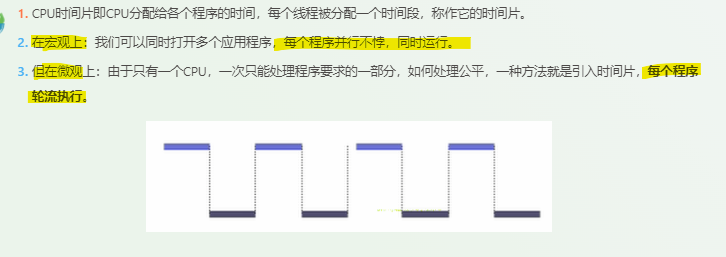 1. CPU时间片即CPU分配给各个程序的时间，每个线程被分配一个时间段，称作它的时间片。
2. 在宏观上：我们可以同时打开多个应用程序，每个程序并行不悖，同时运行。
3. 但在微观上：由于只有一个CPU，一次只能处理程序要求的一部分，如何处理公平，一种方法就是引入时间片，每个程序
轮流执行。